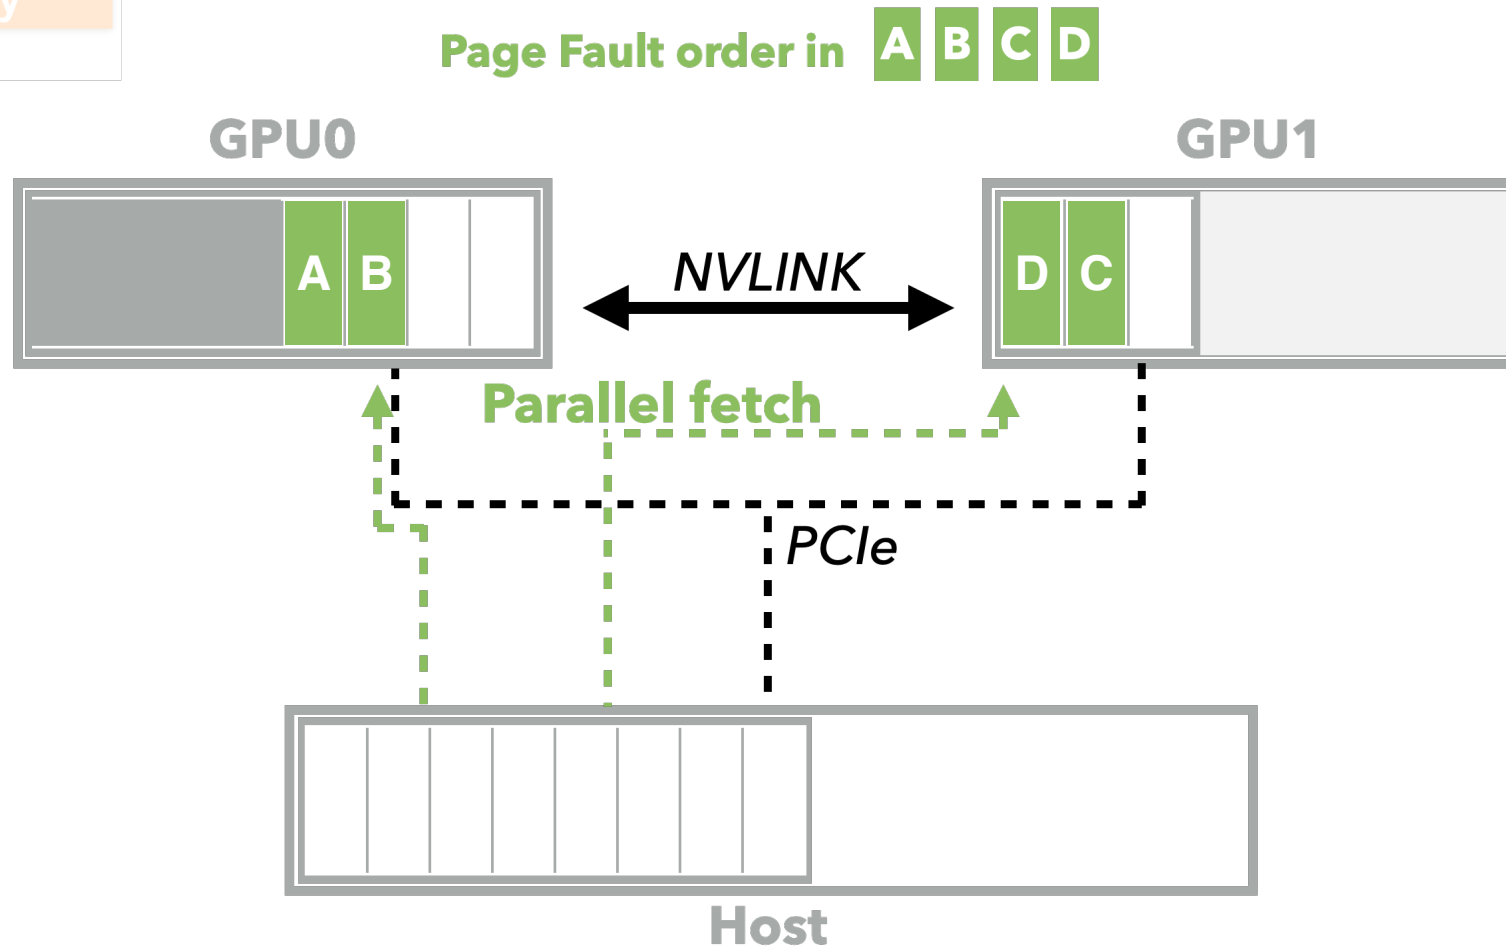 y
Page Fault order in A B C D
GPU0
GPU1
A B
D C
NVLINK
Parallel fetch
PCIe
Host